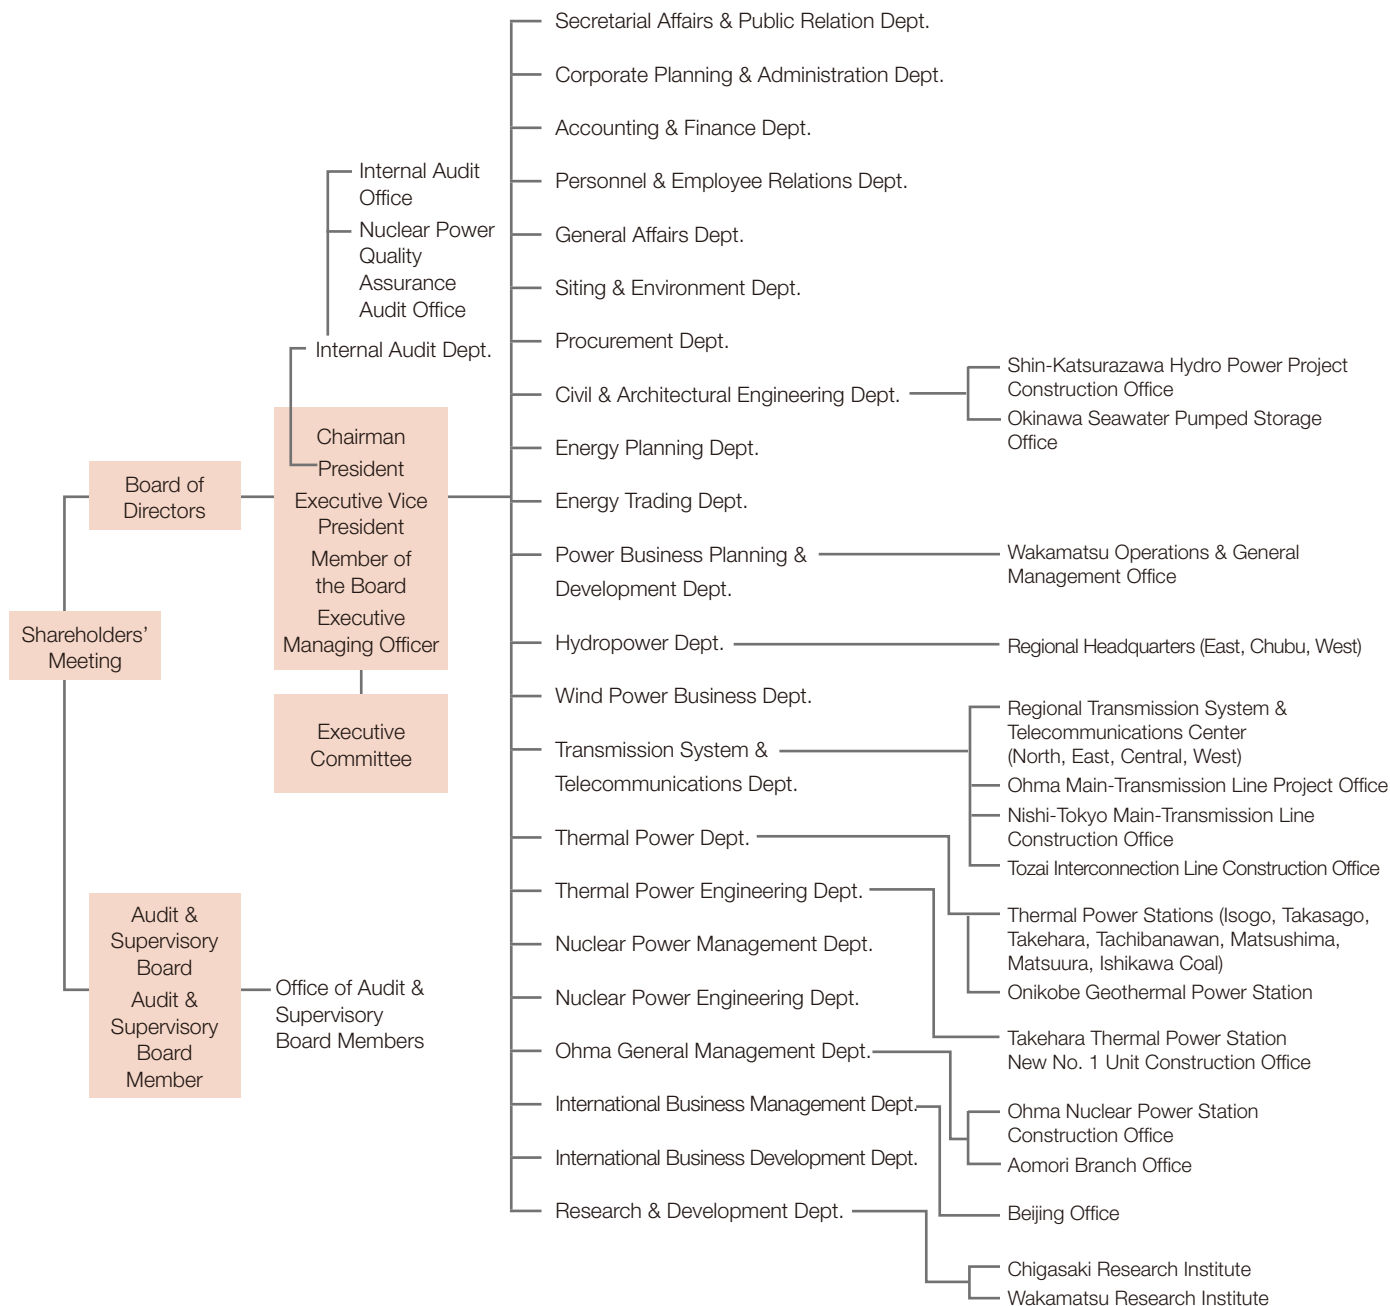 Shareholders'
Meeting
Board of
Directors
Audit &
Supervisory
Board
Audit &
Supervisory
Board
Member
Office of Audit &
Supervisory
Board Members
Chairman
President
Executive Vice
President
Member of
the Board
Executive
Managing Officer
Executive
Committee
Internal Audit Dept.
Internal Audit
Office
Nuclear Power
Quality
Assurance
Audit Office
Secretarial Affairs & Public Relation Dept.
Corporate Planning & Administration Dept.
Accounting & Finance Dept.
Personnel & Employee Relations Dept.
General Affairs Dept.
Siting & Environment Dept.
Procurement Dept.
Civil & Architectural Engineering Dept.
Shin-Katsurazawa Hydro Power Project
Construction Office
Okinawa Seawater Pumped Storage
Office
Energy Planning Dept.
Energy Trading Dept.
Power Business Planning &
Development Dept.
Wakamatsu Operations & General
Management Office
Hydropower Dept.
Regional Headquarters (East, Chubu, West)
Wind Power Business Dept.
Transmission System &
Telecommunications Dept.
Regional Transmission System &
Telecommunications Center
(North, East, Central, West)
Ohma Main-Transmission Line Project Office
Nishi-Tokyo Main-Transmission Line
Construction Office
Tozai Interconnection Line Construction Office
Thermal Power Dept.
Thermal Power Stations (Isogo, Takasago,
Takehara, Tachibanawan, Matsushima,
Matsuura, Ishikawa Coal)
Onikobe Geothermal Power Station
Thermal Power Engineering Dept.
Takehara Thermal Power Station
New No. 1 Unit Construction Office
Nuclear Power Management Dept.
Nuclear Power Engineering Dept.
Ohma General Management Dept.
Ohma Nuclear Power Station
Construction Office
Aomori Branch Office
International Business Management Dept.
Beijing Office
International Business Development Dept.
Research & Development Dept.
Chigasaki Research Institute
Wakamatsu Research Institute